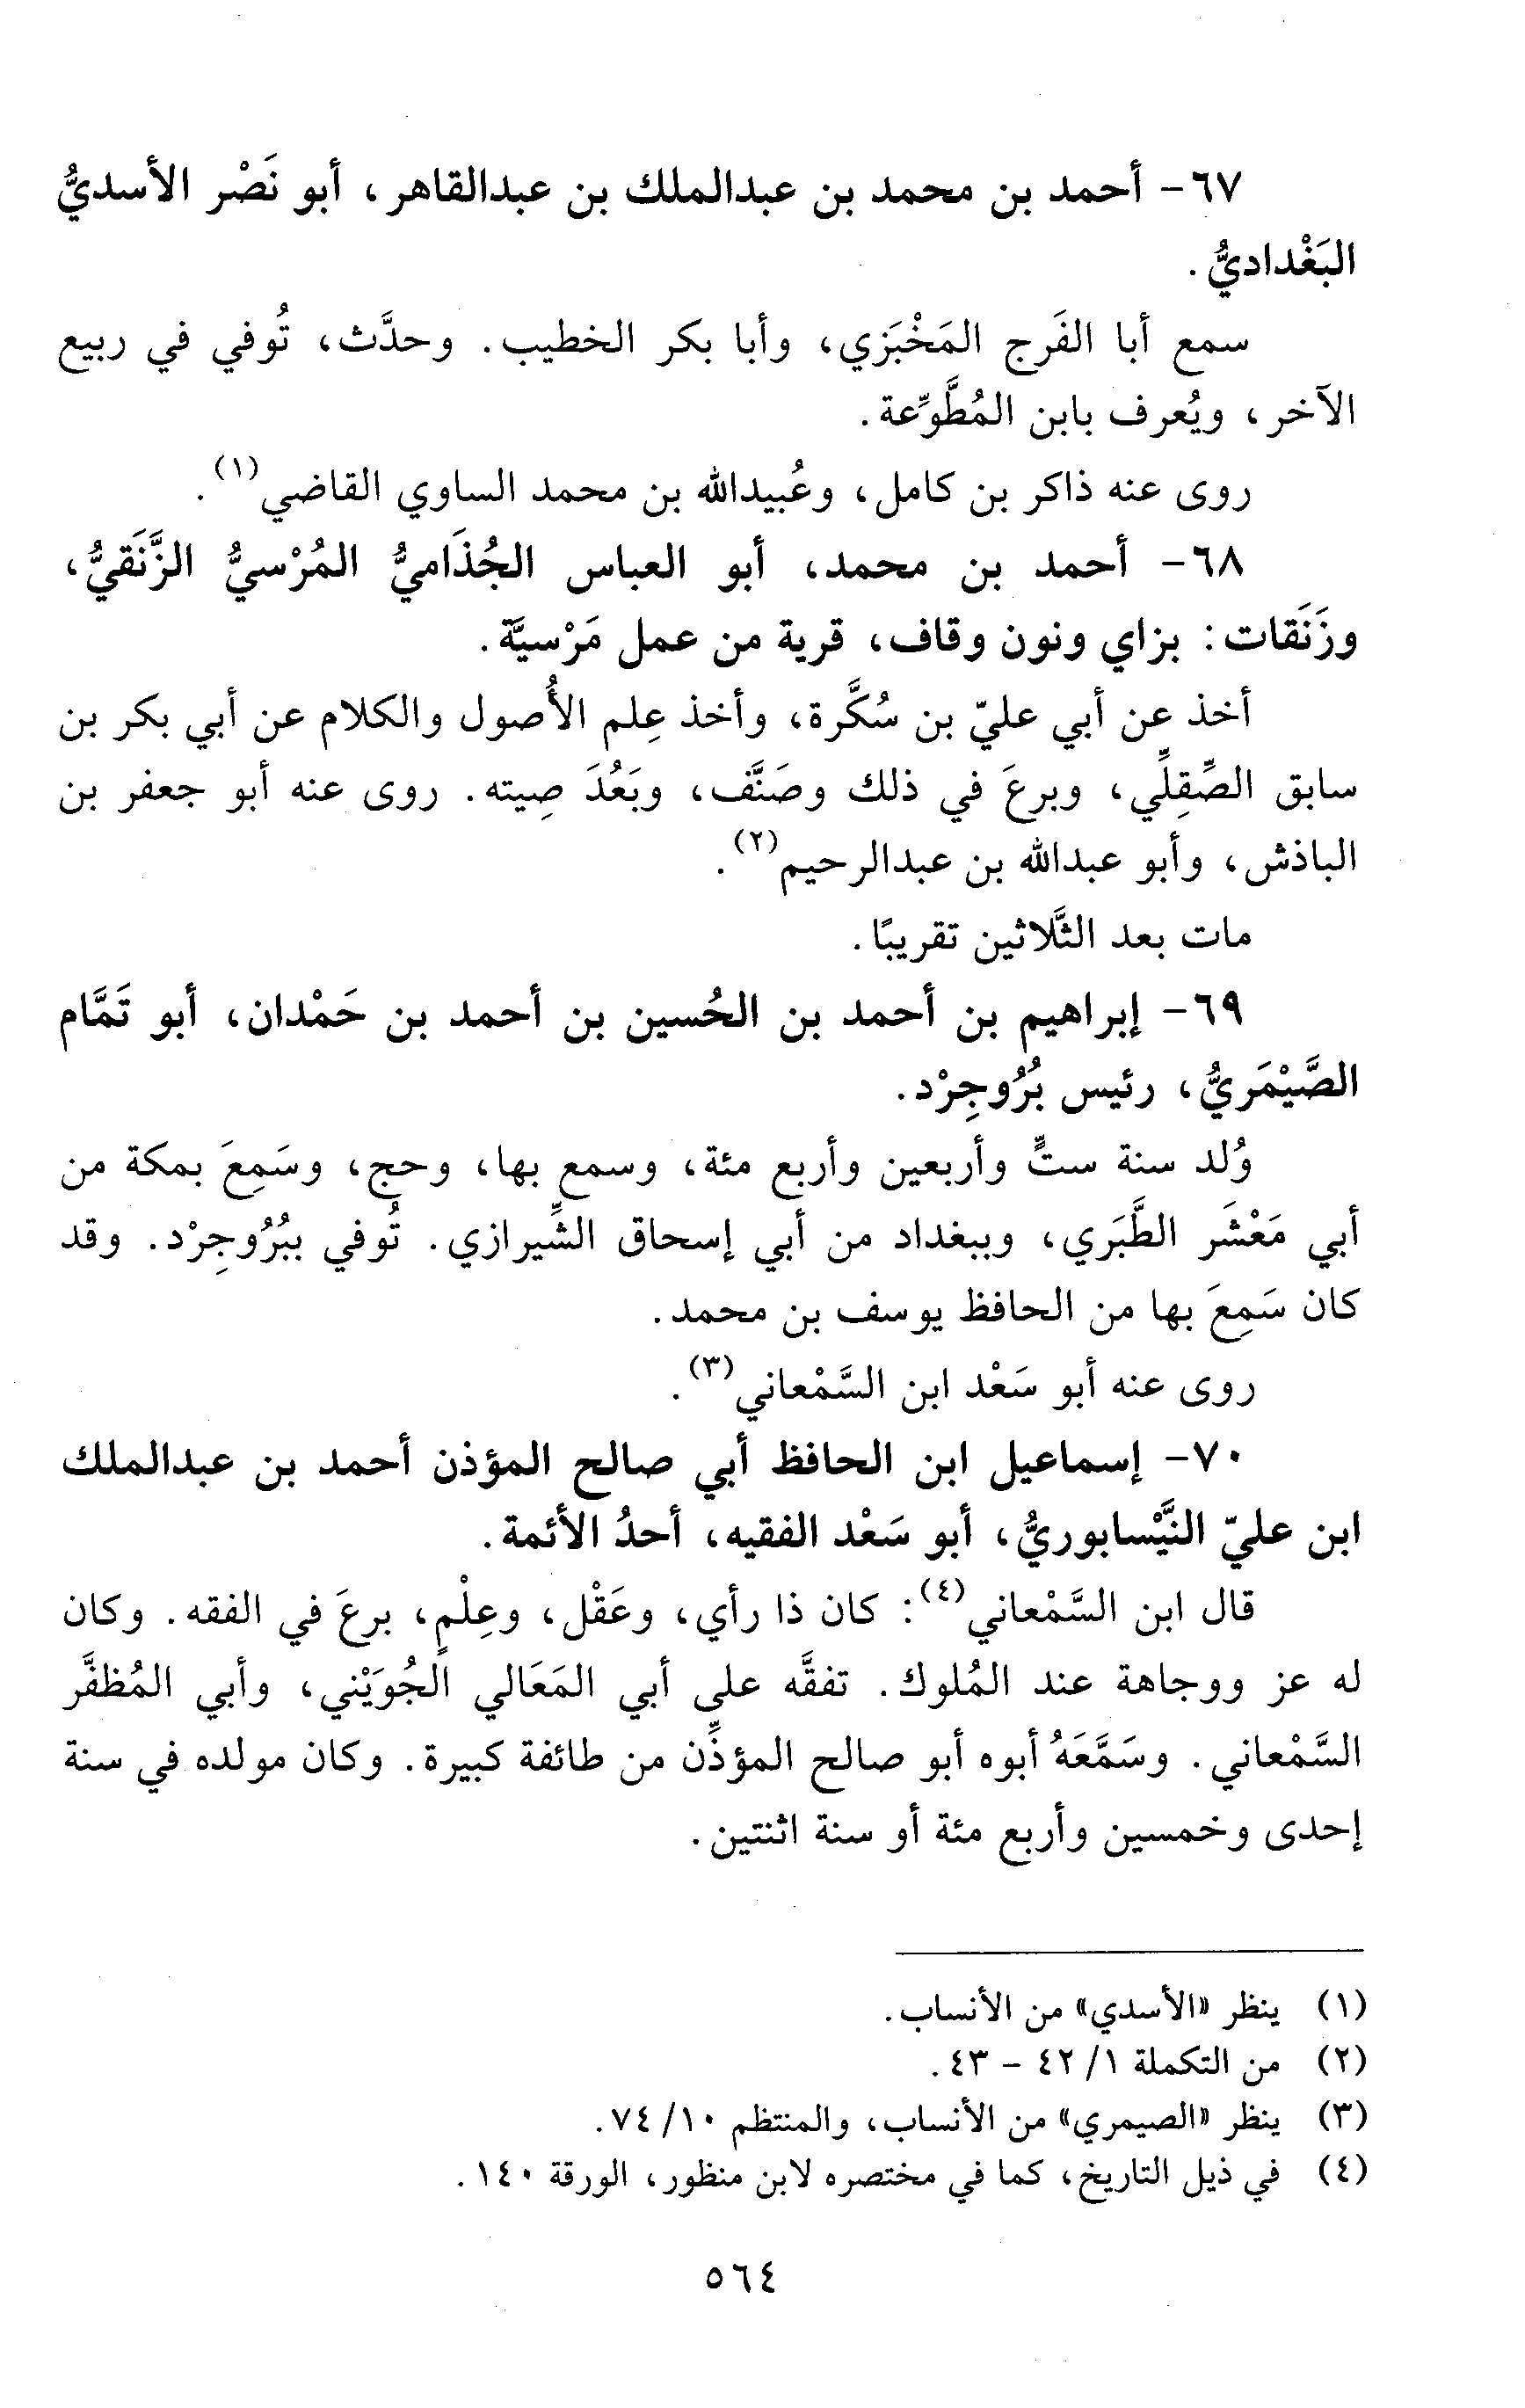 ٦٧- أحمد بن محمد بن عبدالملك بن عبدالقاهر، أبو نَصْر الأسديُّ
البَغْداديُّ.
سمع أبا الفَرج المَخْبَزي، وأبا بكر الخطيب. وحدَّث، تُوفي في ربيع
الآخر، ويُعرف بابن المُطَّوِّعة.
روى عنه ذاكر بن كامل، وعُبيدالله بن محمد الساوي القاضي(١).
٦٨- أحمد بن محمد، أبو العباس الجُذَاميُّ المُرْسيُّ الزَّنَقيُّ،
وزَنَقات: بزاي ونون وقاف، قرية من عمل مَرْسيَّة.
أخذ عن أبي عليّ بن سُكَّرة، وأخذ عِلم الأُصول والكلام عن أبي بكر بن
سابق الصِّقِلِّي، وبرعَ في ذلك وصَنَّف، وبَعُدَ صِيته. روى عنه أبو جعفر بن
الباذش، وأبو عبدالله بن عبدالرحيم(٢).
مات بعد الثَّلاثين تقريبًا.
٦٩- إبراهيم بن أحمد بن الحُسين بن أحمد بن حَمْدان، أبو تَمَّام
الصَّيْمَريُّ، رئيس بُرُوجِرْد.
وُلد سنة ستٍّ وأربعين وأربع مئة، وسمع بها، وحج، وسَمِعَ بمكة من
أبي مَعْشَر الطَّبَري، وببغداد من أبي إسحاق الشِّيرازي. تُوفي ببُرُوجِرْد. وقد
كان سَمِعَ بها من الحافظ يوسف بن محمد.
روى عنه أبو سَعْد ابن السَّمْعاني(٣).
٧٠- إسماعيل ابن الحافظ أبي صالح المؤذن أحمد بن عبدالملك
ابن عليّ النَّيْسابوريُّ، أبو سَعْد الفقيه، أحدُ الأئمة.
قال ابن السَّمْعاني(٤): كان ذا رأي، وعَقْل، وعِلْمٍ، برعَ في الفقه. وكان
له عز ووجاهة عند المُلوك. تفقَّه على أبي المَعَالي الجُوَيْني، وأبي المُظفَّر
السَّمْعاني. وسَمَّعَهُ أبوه أبو صالح المؤذِّن من طائفة كبيرة. وكان مولده في سنة
إحدى وخمسين وأربع مئة أو سنة اثنتين.
(١) ينظر «الأسدي» من الأنساب.
(٢) من التكملة ١/ ٤٢ - ٤٣.
(٣) ينظر «الصيمري» من الأنساب، والمنتظم ١٠/ ٧٤.
(٤) في ذيل التاريخ، كما في مختصره لابن منظور، الورقة ١٤٠.
٥٦٤